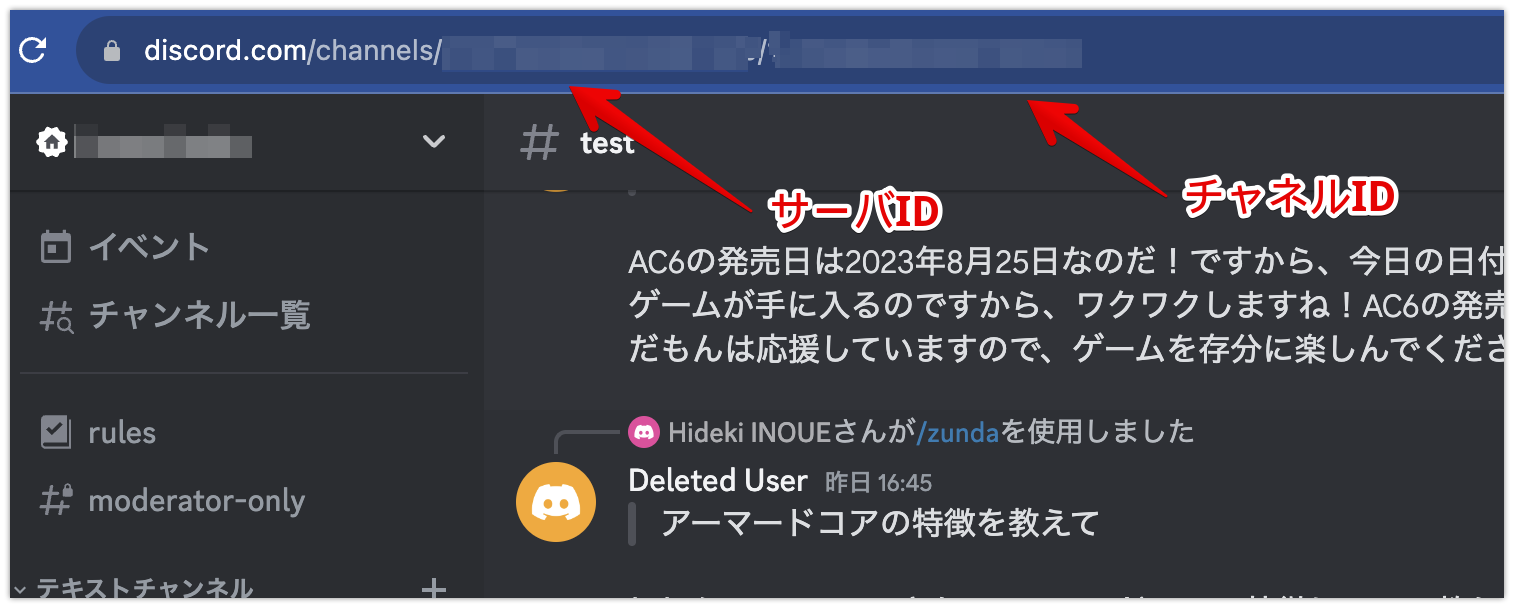 discord.com/channels/
test
サーバID
チャネルID
イベント
チャンネル一覧
rules
moderator-only
テキストチャンネル
AC6の発売日は2023年8月25日なのだ！ですから、今日の日付
ゲームが手に入るのですから、ワクワクしますね！AC6の発売
だもんは応援していますので、ゲームを存分に楽しんでくださ
Hideki INOUEさんが/zundaを使用しました
Deleted User 昨日 16:45
アーマードコアの特徴を教えて